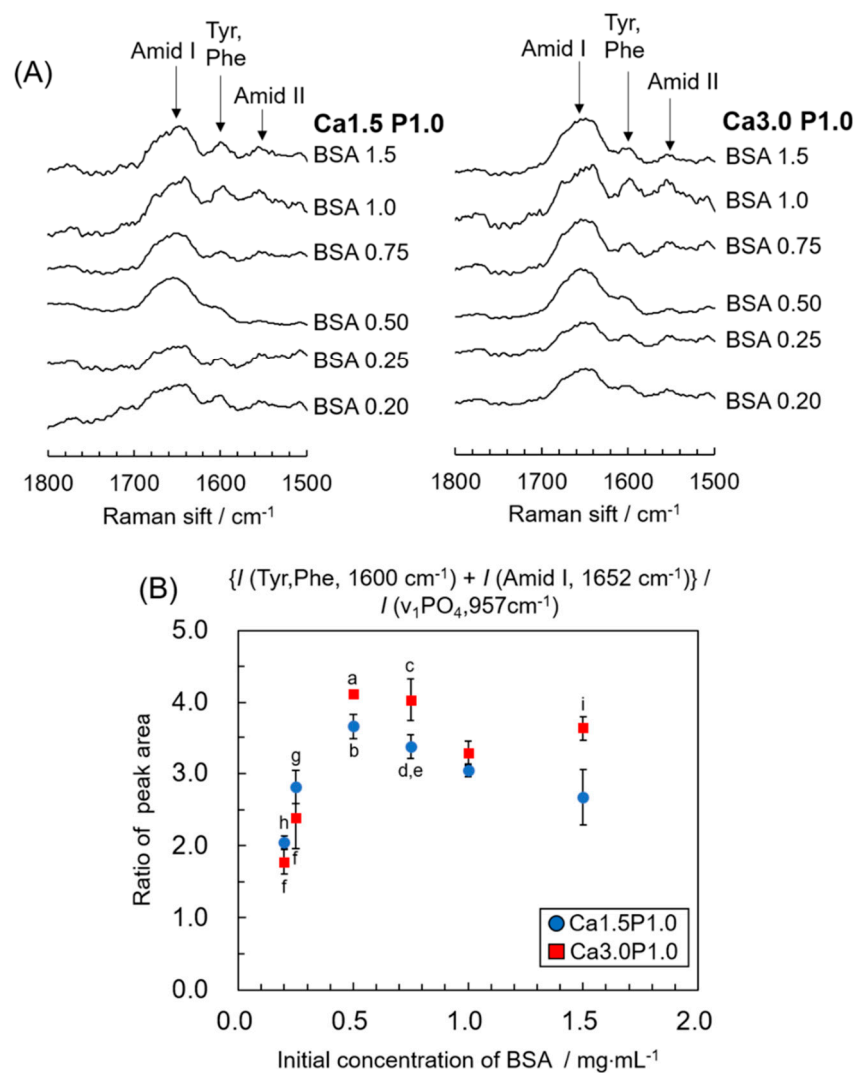 (A)
Amid I
Tyr,
Phe
Amid II
Ca1.5 P1.0
BSA 1.5
BSA 1.0
BSA 0.75
BSA 0.50
BSA 0.25
BSA 0.20
1800 1700 1600 1500
Raman sift / cm⁻¹
Amid I
Tyr,
Phe
Amid II
Ca3.0 P1.0
BSA 1.5
BSA 1.0
BSA 0.75
BSA 0.50
BSA 0.25
BSA 0.20
1800 1700 1600 1500
Raman sift / cm⁻¹
(B)
{I (Tyr,Phe, 1600 cm⁻¹) + I (Amid I, 1652 cm⁻¹)} /
I (v₁PO₄,957cm⁻¹)
Ratio of peak area
5.0
4.0
3.0
2.0
1.0
0.0
a
c
i
b
d,e
g
h
f
f
Ca1.5P1.0
Ca3.0P1.0
0.0 0.5 1.0 1.5 2.0
Initial concentration of BSA / mg·mL⁻¹